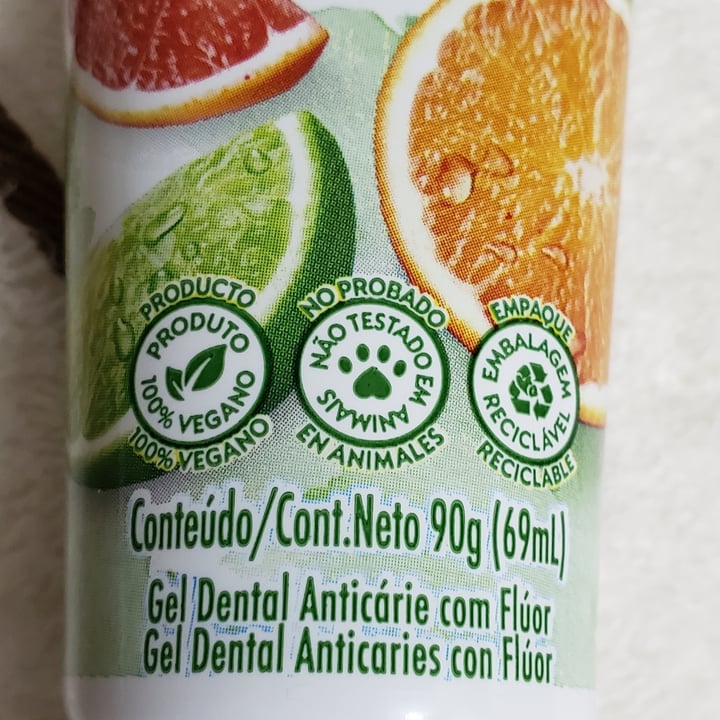 PRODUCTO
PRODUTO
100% VEGANO
100% VEGANO
NO PROBADO
NÃO TESTADO EM
ANIMAIS
EN ANIMALES
EMPAQUE
EMBALAGEM
RECICLÁVEL
RECICLABLE
Conteúdo/Cont.Neto 90g (69mL)
Gel Dental Anticárie com Flúor
Gel Dental Anticaries con Flúor